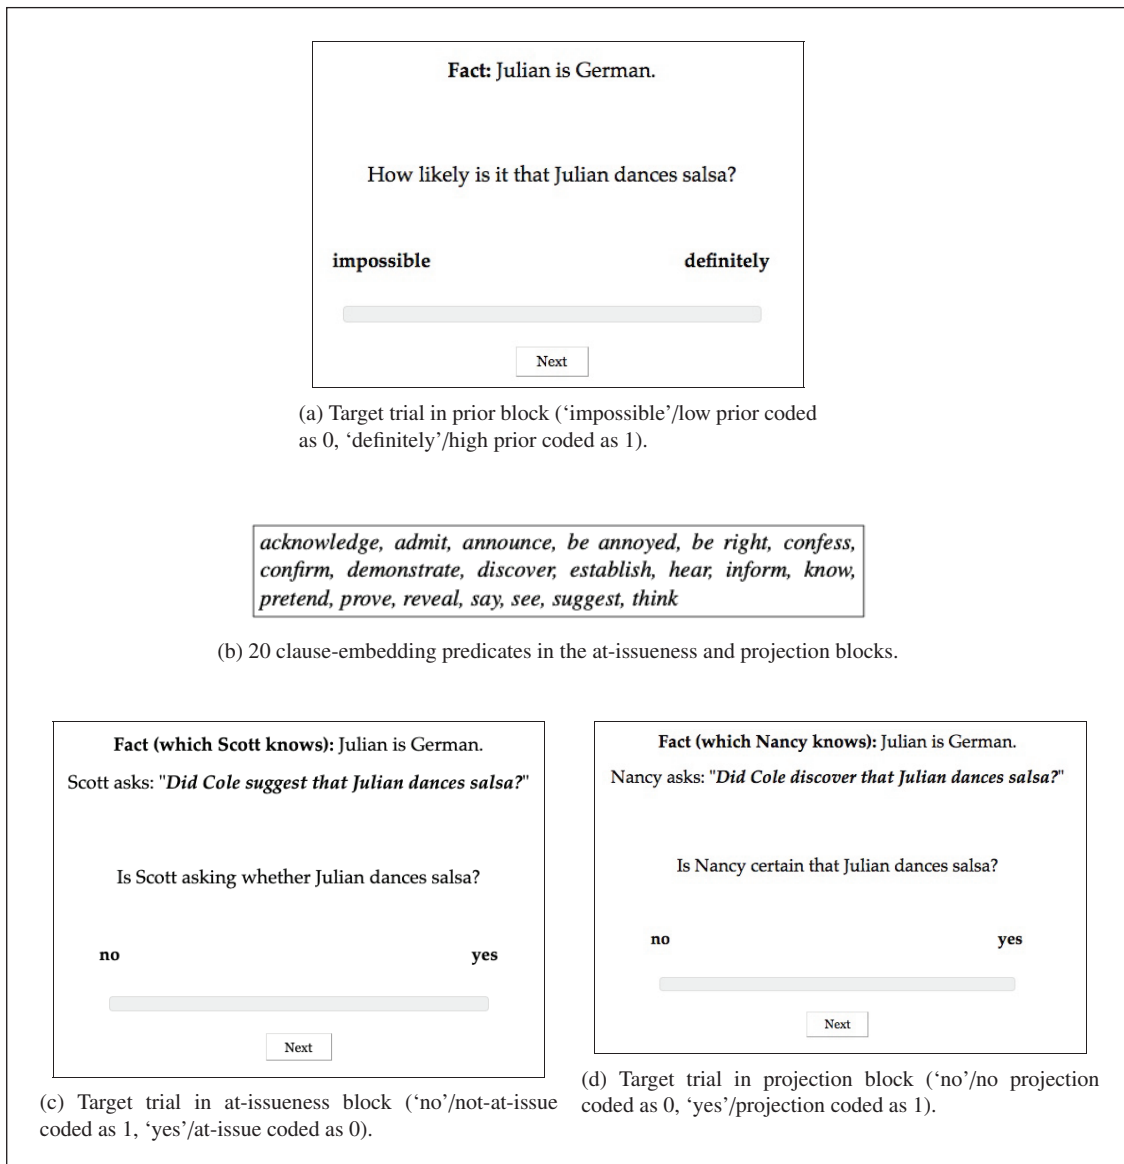 Fact: Julian is German.
How likely is it that Julian dances salsa?
impossible definitely
Next
(a) Target trial in prior block (‘impossible’/low prior coded
as 0, ‘definitely’/high prior coded as 1).
acknowledge, admit, announce, be annoyed, be right, confess,
confirm, demonstrate, discover, establish, hear, inform, know,
pretend, prove, reveal, say, see, suggest, think
(b) 20 clause-embedding predicates in the at-issueness and projection blocks.
Fact (which Scott knows): Julian is German.
Scott asks: "Did Cole suggest that Julian dances salsa?"
Is Scott asking whether Julian dances salsa?
no yes
Next
(c) Target trial in at-issueness block (‘no’/not-at-issue
coded as 1, ‘yes’/at-issue coded as 0).
Fact (which Nancy knows): Julian is German.
Nancy asks: "Did Cole discover that Julian dances salsa?"
Is Nancy certain that Julian dances salsa?
no yes
Next
(d) Target trial in projection block (‘no’/no projection
coded as 0, ‘yes’/projection coded as 1).